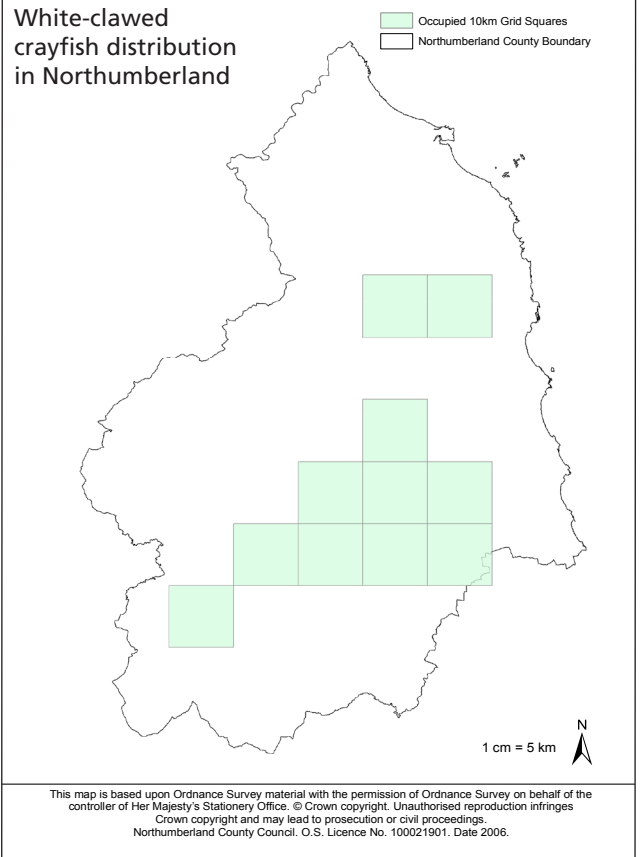 White-clawed
crayfish distribution
in Northumberland
Occupied 10km Grid Squares
Northumberland County Boundary
N
1 cm = 5 km
This map is based upon Ordnance Survey material with the permission of Ordnance Survey on behalf of the
controller of Her Majesty's Stationery Office. © Crown copyright. Unauthorised reproduction infringes
Crown copyright and may lead to prosecution or civil proceedings.
Northumberland County Council. O.S. Licence No. 100021901. Date 2006.